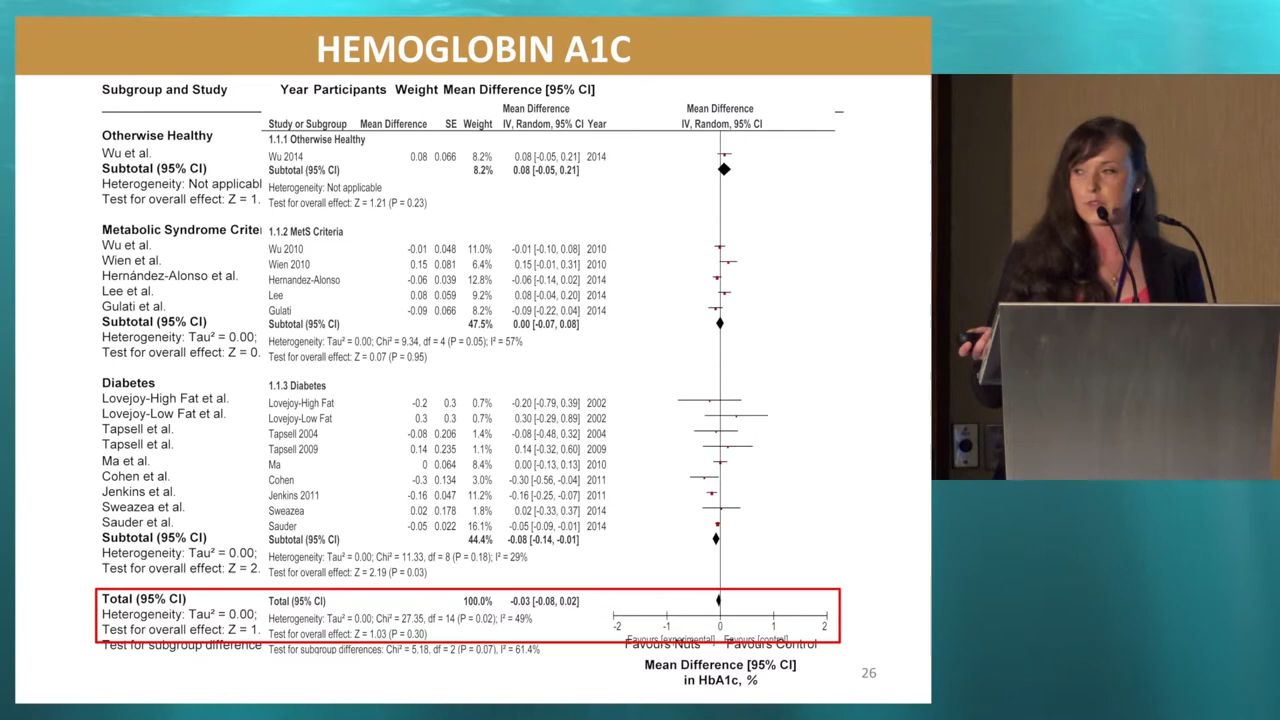 HEMOGLOBIN A1C
Subgroup and Study Year Participants Weight Mean Difference [95% CI]
Mean Difference Mean Difference
Study or Subgroup Mean Difference SE Weight IV, Random, 95% CI Year IV, Random, 95% CI
Otherwise Healthy 1.1.1 Otherwise Healthy
Wu et al. Wu 2014 0.08 0.066 8.2% 0.08 [-0.05, 0.21] 2014
Subtotal (95% CI) Subtotal (95% CI) 8.2% 0.08 [-0.05, 0.21]
Heterogeneity: Not applicabl Heterogeneity: Not applicable
Test for overall effect: Z = 1. Test for overall effect: Z = 1.21 (P = 0.23)
Metabolic Syndrome Crite 1.1.2 MetS Criteria
Wu et al. Wu 2010 -0.01 0.048 11.0% -0.01 [-0.10, 0.08] 2010
Wien et al. Wien 2010 0.15 0.081 6.4% 0.15 [-0.01, 0.31] 2010
Hernández-Alonso et al. Hernandez-Alonso -0.06 0.039 12.8% -0.06 [-0.14, 0.02] 2014
Lee et al. Lee 0.08 0.059 9.2% 0.08 [-0.04, 0.20] 2014
Gulati et al. Gulati -0.09 0.066 8.2% -0.09 [-0.22, 0.04] 2014
Subtotal (95% CI) Subtotal (95% CI) 47.5% 0.00 [-0.07, 0.08]
Heterogeneity: Tau² = 0.00; Heterogeneity: Tau² = 0.00; Chi² = 9.34, df = 4 (P = 0.05); I² = 57%
Test for overall effect: Z = 0. Test for overall effect: Z = 0.07 (P = 0.95)
Diabetes 1.1.3 Diabetes
Lovejoy-High Fat et al. Lovejoy-High Fat -0.2 0.3 0.7% -0.20 [-0.79, 0.39] 2002
Lovejoy-Low Fat et al. Lovejoy-Low Fat 0.3 0.3 0.7% 0.30 [-0.29, 0.89] 2002
Tapsell et al. Tapsell 2004 -0.08 0.206 1.4% -0.08 [-0.48, 0.32] 2004
Tapsell et al. Tapsell 2009 0.14 0.235 1.1% 0.14 [-0.32, 0.60] 2009
Ma et al. Ma 0 0.064 8.4% 0.00 [-0.13, 0.13] 2010
Cohen et al. Cohen -0.3 0.134 3.0% -0.30 [-0.56, -0.04] 2011
Jenkins et al. Jenkins 2011 -0.16 0.047 11.2% -0.16 [-0.25, -0.07] 2011
Sweazea et al. Sweazea 0.02 0.178 1.8% 0.02 [-0.33, 0.37] 2014
Sauder et al. Sauder -0.05 0.022 16.1% -0.05 [-0.09, -0.01] 2014
Subtotal (95% CI) Subtotal (95% CI) 44.4% -0.08 [-0.14, -0.01]
Heterogeneity: Tau² = 0.00; Heterogeneity: Tau² = 0.00; Chi² = 11.33, df = 8 (P = 0.18); I² = 29%
Test for overall effect: Z = 2. Test for overall effect: Z = 2.19 (P = 0.03)
Total (95% CI) Total (95% CI) 100.0% -0.03 [-0.08, 0.02]
Heterogeneity: Tau² = 0.00; Heterogeneity: Tau² = 0.00; Chi² = 27.35, df = 14 (P = 0.02); I² = 49%
-2 -1 0 1 2
Test for overall effect: Z = 1. Test for overall effect: Z = 1.03 (P = 0.30)
Favours [experimental] Favours [control]
Favours Nuts Favours Control
Test for subgroup difference Test for subgroup differences: Chi² = 5.18, df = 2 (P = 0.07), I² = 61.4%
Mean Difference [95% CI]
in HbA1c, %
26